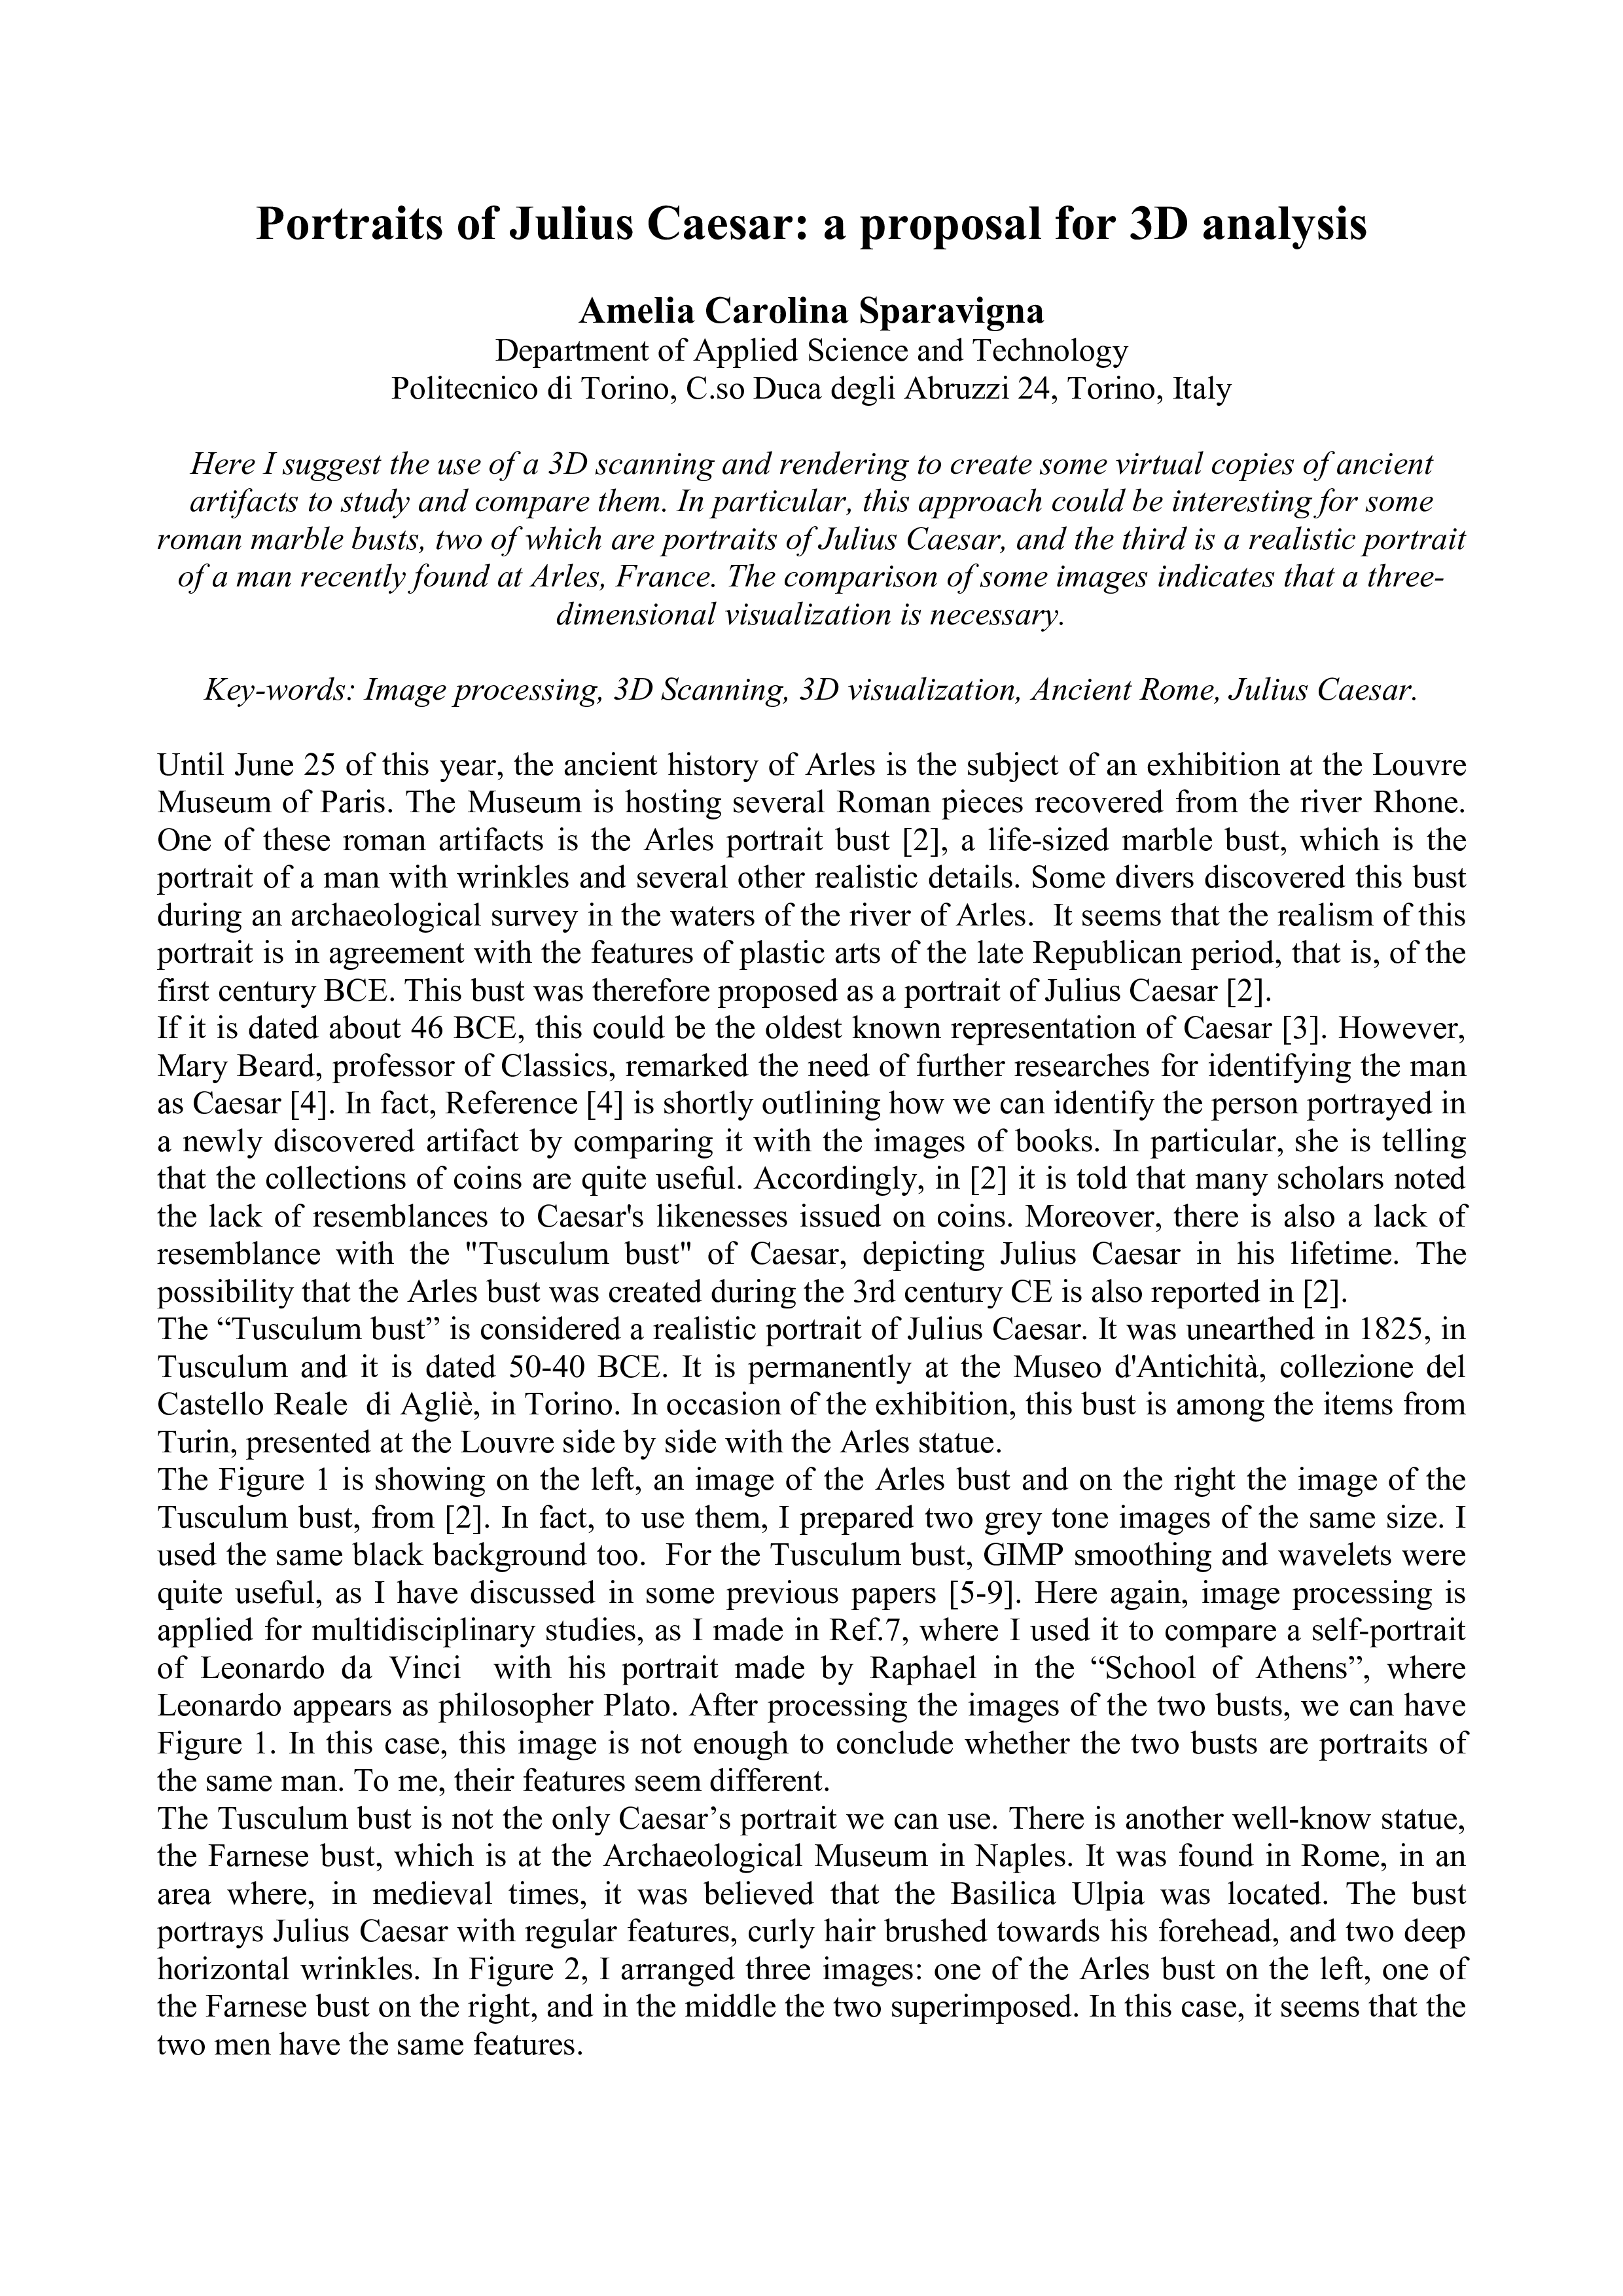 Portraits of Julius Caesar: a proposal for 3D analysis
Amelia Carolina Sparavigna
Department of Applied Science and Technology
Politecnico di Torino, C.so Duca degli Abruzzi 24, Torino, Italy
Here I suggest the use of a 3D scanning and rendering to create some virtual copies of ancient
artifacts to study and compare them. In particular, this approach could be interesting for some
roman marble busts, two of which are portraits of Julius Caesar, and the third is a realistic portrait
of a man recently found at Arles, France. The comparison of some images indicates that a three-
dimensional visualization is necessary.
Key-words: Image processing, 3D Scanning, 3D visualization, Ancient Rome, Julius Caesar.
Until June 25 of this year, the ancient history of Arles is the subject of an exhibition at the Louvre
Museum of Paris. The Museum is hosting several Roman pieces recovered from the river Rhone.
One of these roman artifacts is the Arles portrait bust [2], a life-sized marble bust, which is the
portrait of a man with wrinkles and several other realistic details. Some divers discovered this bust
during an archaeological survey in the waters of the river of Arles.  It seems that the realism of this
portrait is in agreement with the features of plastic arts of the late Republican period, that is, of the
first century BCE. This bust was therefore proposed as a portrait of Julius Caesar [2].
If it is dated about 46 BCE, this could be the oldest known representation of Caesar [3]. However,
Mary Beard, professor of Classics, remarked the need of further researches for identifying the man
as Caesar [4]. In fact, Reference [4] is shortly outlining how we can identify the person portrayed in
a newly discovered artifact by comparing it with the images of books. In particular, she is telling
that the collections of coins are quite useful. Accordingly, in [2] it is told that many scholars noted
the lack of resemblances to Caesar's likenesses issued on coins. Moreover, there is also a lack of
resemblance with the "Tusculum bust" of Caesar, depicting Julius Caesar in his lifetime. The
possibility that the Arles bust was created during the 3rd century CE is also reported in [2].
The “Tusculum bust” is considered a realistic portrait of Julius Caesar. It was unearthed in 1825, in
Tusculum and it is dated 50-40 BCE. It is permanently at the Museo d'Antichità, collezione del
Castello Reale  di Agliè, in Torino. In occasion of the exhibition, this bust is among the items from
Turin, presented at the Louvre side by side with the Arles statue.
The Figure 1 is showing on the left, an image of the Arles bust and on the right the image of the
Tusculum bust, from [2]. In fact, to use them, I prepared two grey tone images of the same size. I
used the same black background too.  For the Tusculum bust, GIMP smoothing and wavelets were
quite useful, as I have discussed in some previous papers [5-9]. Here again, image processing is
applied for multidisciplinary studies, as I made in Ref.7, where I used it to compare a self-portrait
of Leonardo da Vinci  with his portrait made by Raphael in the “School of Athens”, where
Leonardo appears as philosopher Plato. After processing the images of the two busts, we can have
Figure 1. In this case, this image is not enough to conclude whether the two busts are portraits of
the same man. To me, their features seem different.
The Tusculum bust is not the only Caesar’s portrait we can use. There is another well-know statue,
the Farnese bust, which is at the Archaeological Museum in Naples. It was found in Rome, in an
area where, in medieval times, it was believed that the Basilica Ulpia was located. The bust
portrays Julius Caesar with regular features, curly hair brushed towards his forehead, and two deep
horizontal wrinkles. In Figure 2, I arranged three images: one of the Arles bust on the left, one of
the Farnese bust on the right, and in the middle the two superimposed. In this case, it seems that the
two men have the same features.